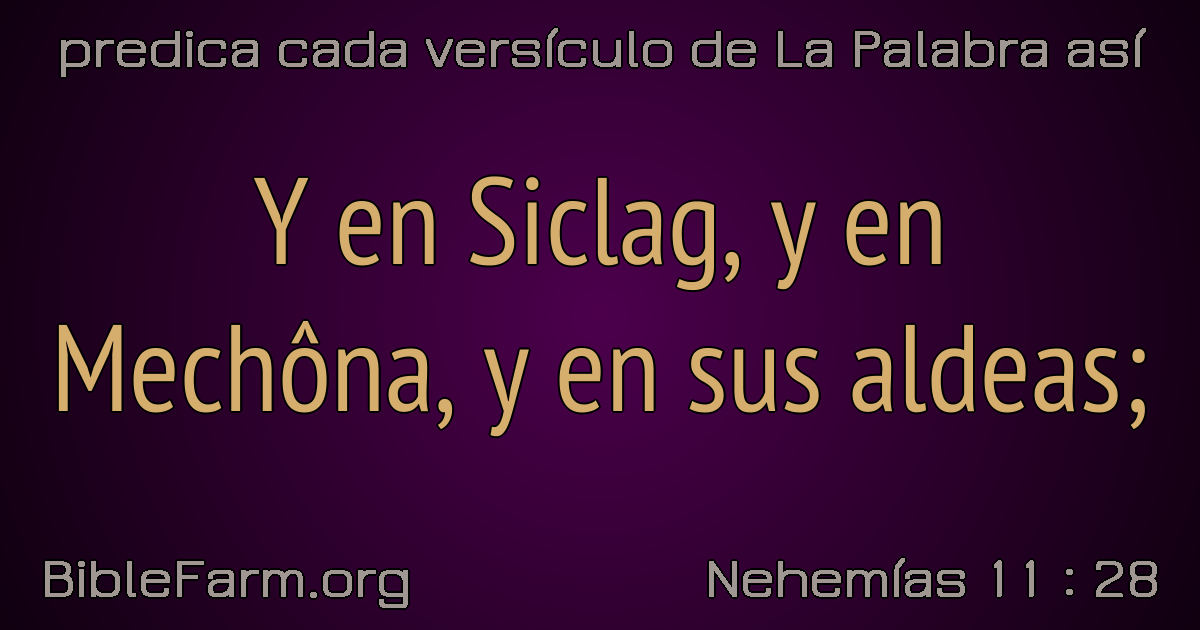 predica cada versículo de La Palabra así
Y en Siclag, y en
Mechôna, y en sus aldeas;
BibleFarm.org
Nehemías 11 : 28